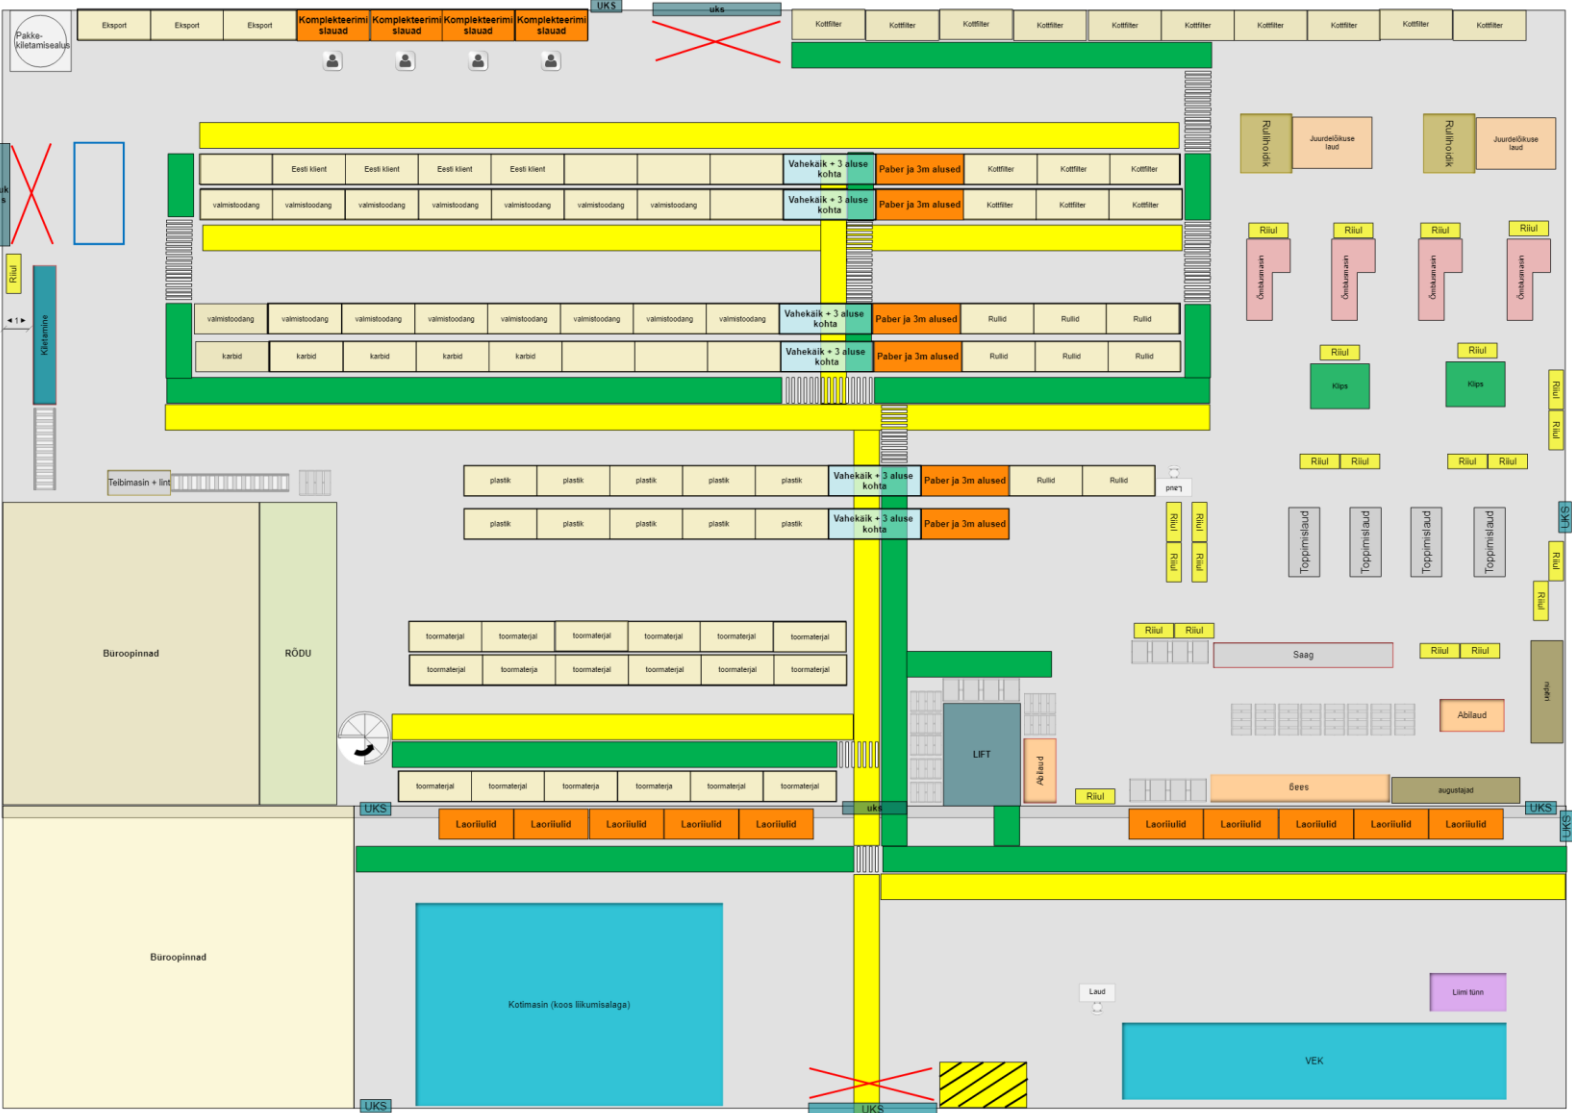 UKS
uks
Pakke-
kiletamisealus
Eksport
Eksport
Eksport
Komplekteerimi
slauad
Komplekteerimi
slauad
Komplekteerimi
slauad
Komplekteerimi
slauad
Kottfilter
Kottfilter
Kottfilter
Kottfilter
Kottfilter
Kottfilter
Kottfilter
Kottfilter
Kottfilter
Kottfilter
Rullihoidik
Juurdelõikuse
laud
Rullihoidik
Juurdelõikuse
laud
Eesti klient
Eesti klient
Eesti klient
Eesti klient
Vahekäik + 3 aluse
kohta
Paber ja 3m alused
Kottfilter
Kottfilter
Kottfilter
uk
s
valmistoodang
valmistoodang
valmistoodang
valmistoodang
valmistoodang
valmistoodang
valmistoodang
Vahekäik + 3 aluse
kohta
Paber ja 3m alused
Kottfilter
Kottfilter
Kottfilter
Riiul
Riiul
Riiul
Riiul
Riiul
Õmblusmasin
Õmblusmasin
Õmblusmasin
Õmblusmasin
1
Kiletamine
valmistoodang
valmistoodang
valmistoodang
valmistoodang
valmistoodang
valmistoodang
valmistoodang
valmistoodang
Vahekäik + 3 aluse
kohta
Paber ja 3m alused
Rullid
Rullid
Rullid
karbid
karbid
karbid
karbid
karbid
Vahekäik + 3 aluse
kohta
Paber ja 3m alused
Rullid
Rullid
Rullid
Riiul
Riiul
Klips
Klips
Riiul
Riiul
Riiul
Riiul
Riiul
Riiul
Teibimasin + lint
plastik
plastik
plastik
plastik
plastik
Vahekäik + 3 aluse
kohta
Paber ja 3m alused
Rullid
Rullid
Laud
plastik
plastik
plastik
plastik
plastik
Vahekäik + 3 aluse
kohta
Paber ja 3m alused
Riiul
Riiul
Riiul
Riiul
Toppimislaud
Toppimislaud
Toppimislaud
Toppimislaud
UKS
Riiul
Riiul
Büroopinnad
RÕDU
toormaterjal
toormaterjal
toormaterjal
toormaterjal
toormaterjal
toormaterjal
toormaterjal
toormaterja
toormaterjal
toormaterjal
toormaterjal
toormaterjal
Riiul
Riiul
Saag
Riiul
Riiul
Abilaud
LIFT
Abilaud
toormaterjal
toormaterjal
toormaterja
toormaterjal
toormaterjal
toormaterjal
Riiul
augustajad
UKS
uks
UKS
UKS
Laoriiulid
Laoriiulid
Laoriiulid
Laoriiulid
Laoriiulid
Laoriiulid
Laoriiulid
Laoriiulid
Laoriiulid
Laoriiulid
Büroopinnad
Kotimasin (koos liikumisalaga)
Laud
Liimi tünn
VEK
UKS
UKS